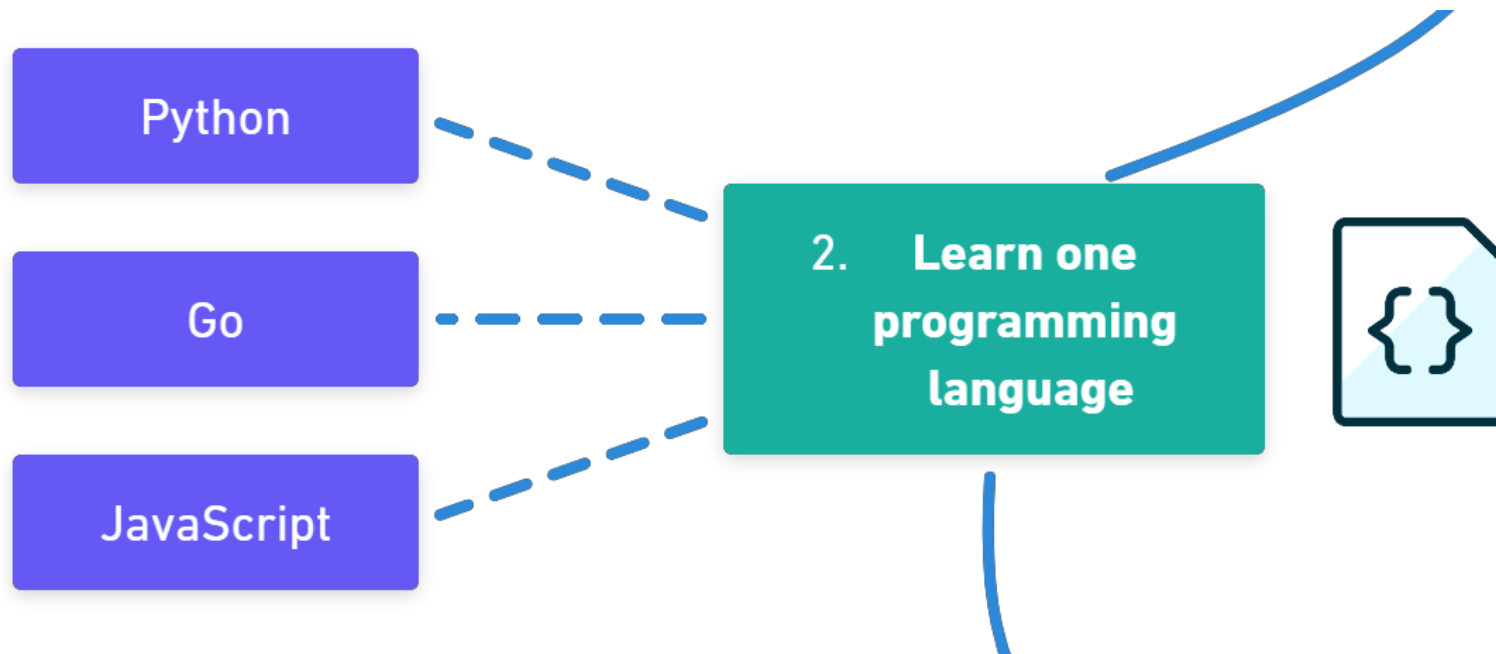 Python
Go
JavaScript
2. Learn one
programming
language
{}